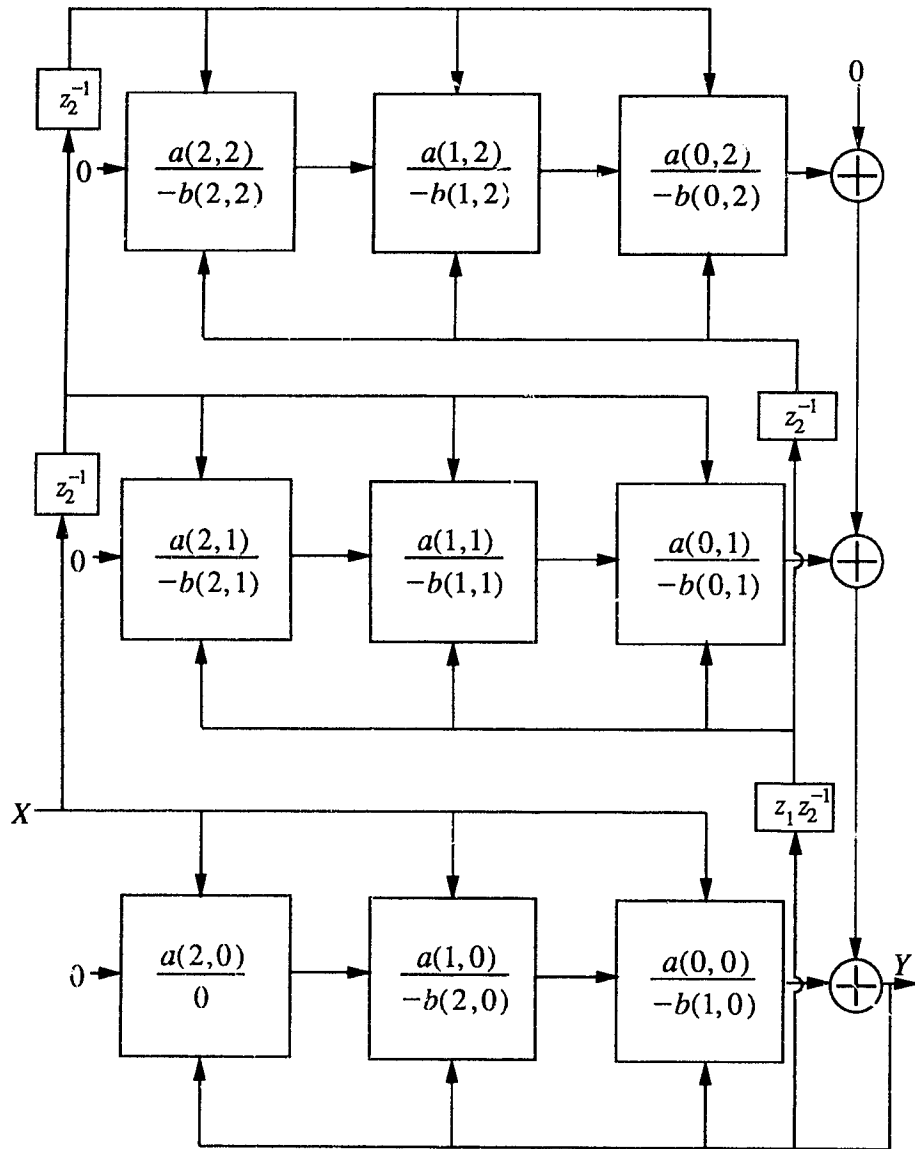 z₂⁻¹
0
0
a(2,2)
-b(2,2)
a(1,2)
-b(1,2)
a(0,2)
-b(0,2)
z₂⁻¹
z₂⁻¹
0
a(2,1)
-b(2,1)
a(1,1)
-b(1,1)
a(0,1)
-b(0,1)
X
z₁z₂⁻¹
0
a(2,0)
0
a(1,0)
-b(2,0)
a(0,0)
-b(1,0)
Y